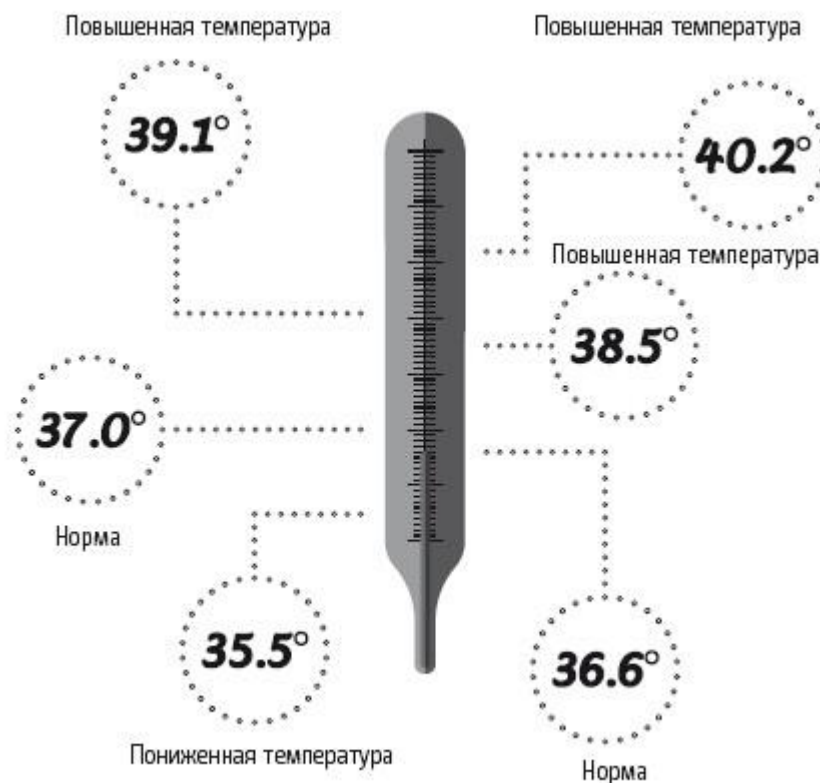 Повышенная температура
39.1°
Повышенная температура
40.2°
Повышенная температура
38.5°
37.0°
Норма
35.5°
Пониженная температура
36.6°
Норма